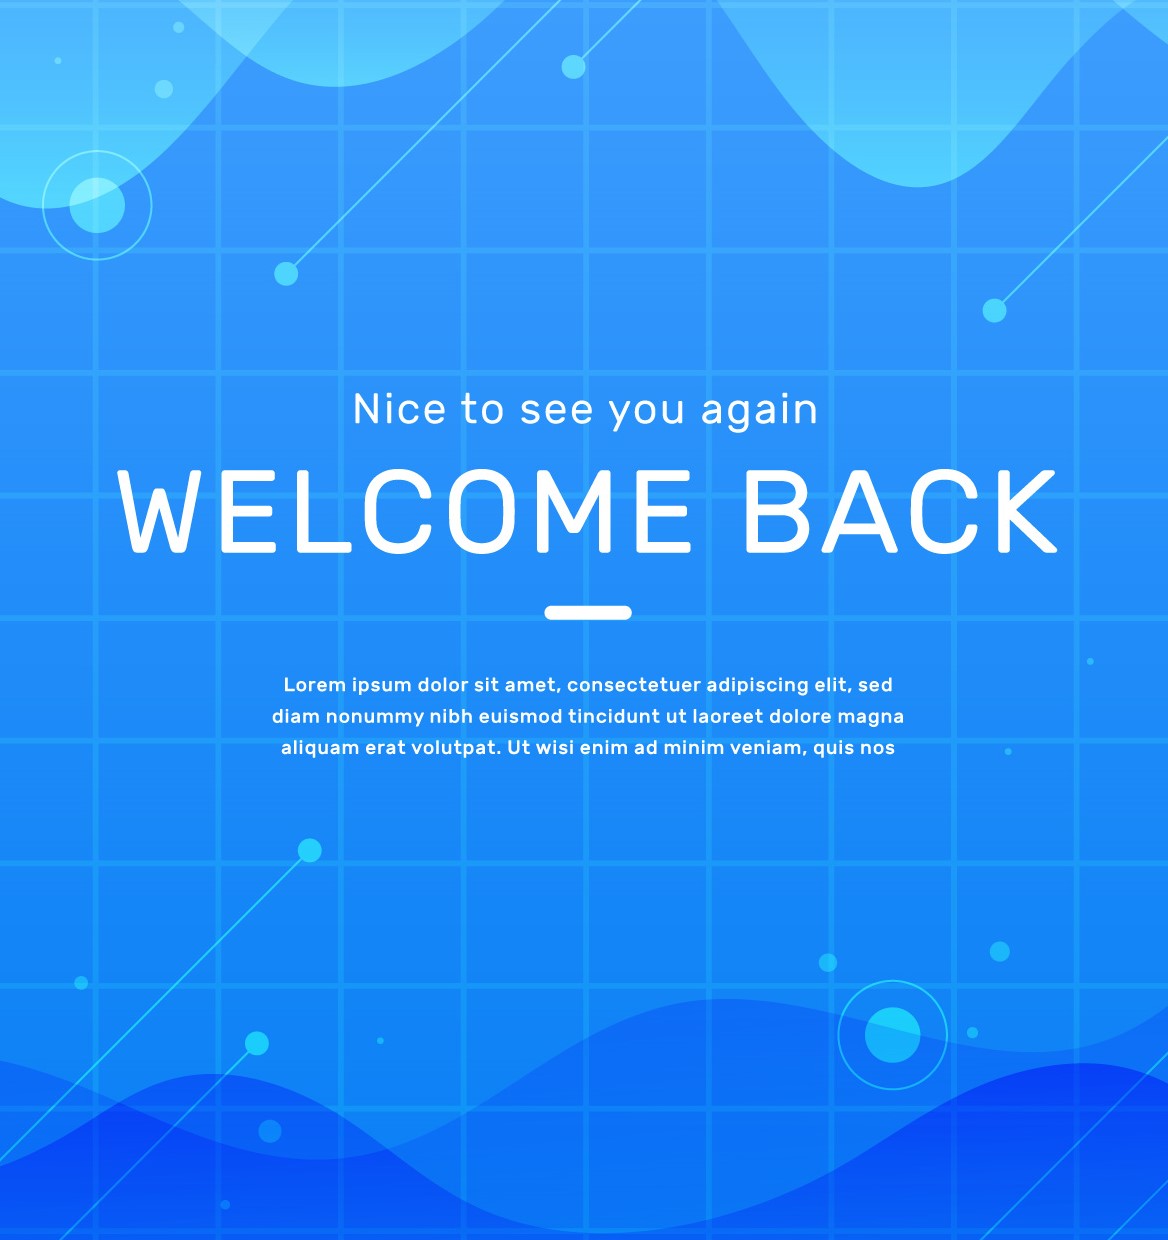 Nice to see you again
WELCOME BACK
Lorem ipsum dolor sit amet, consectetuer adipiscing elit, sed
diam nonummy nibh euismod tincidunt ut laoreet dolore magna
aliquam erat volutpat. Ut wisi enim ad minim veniam, quis nos